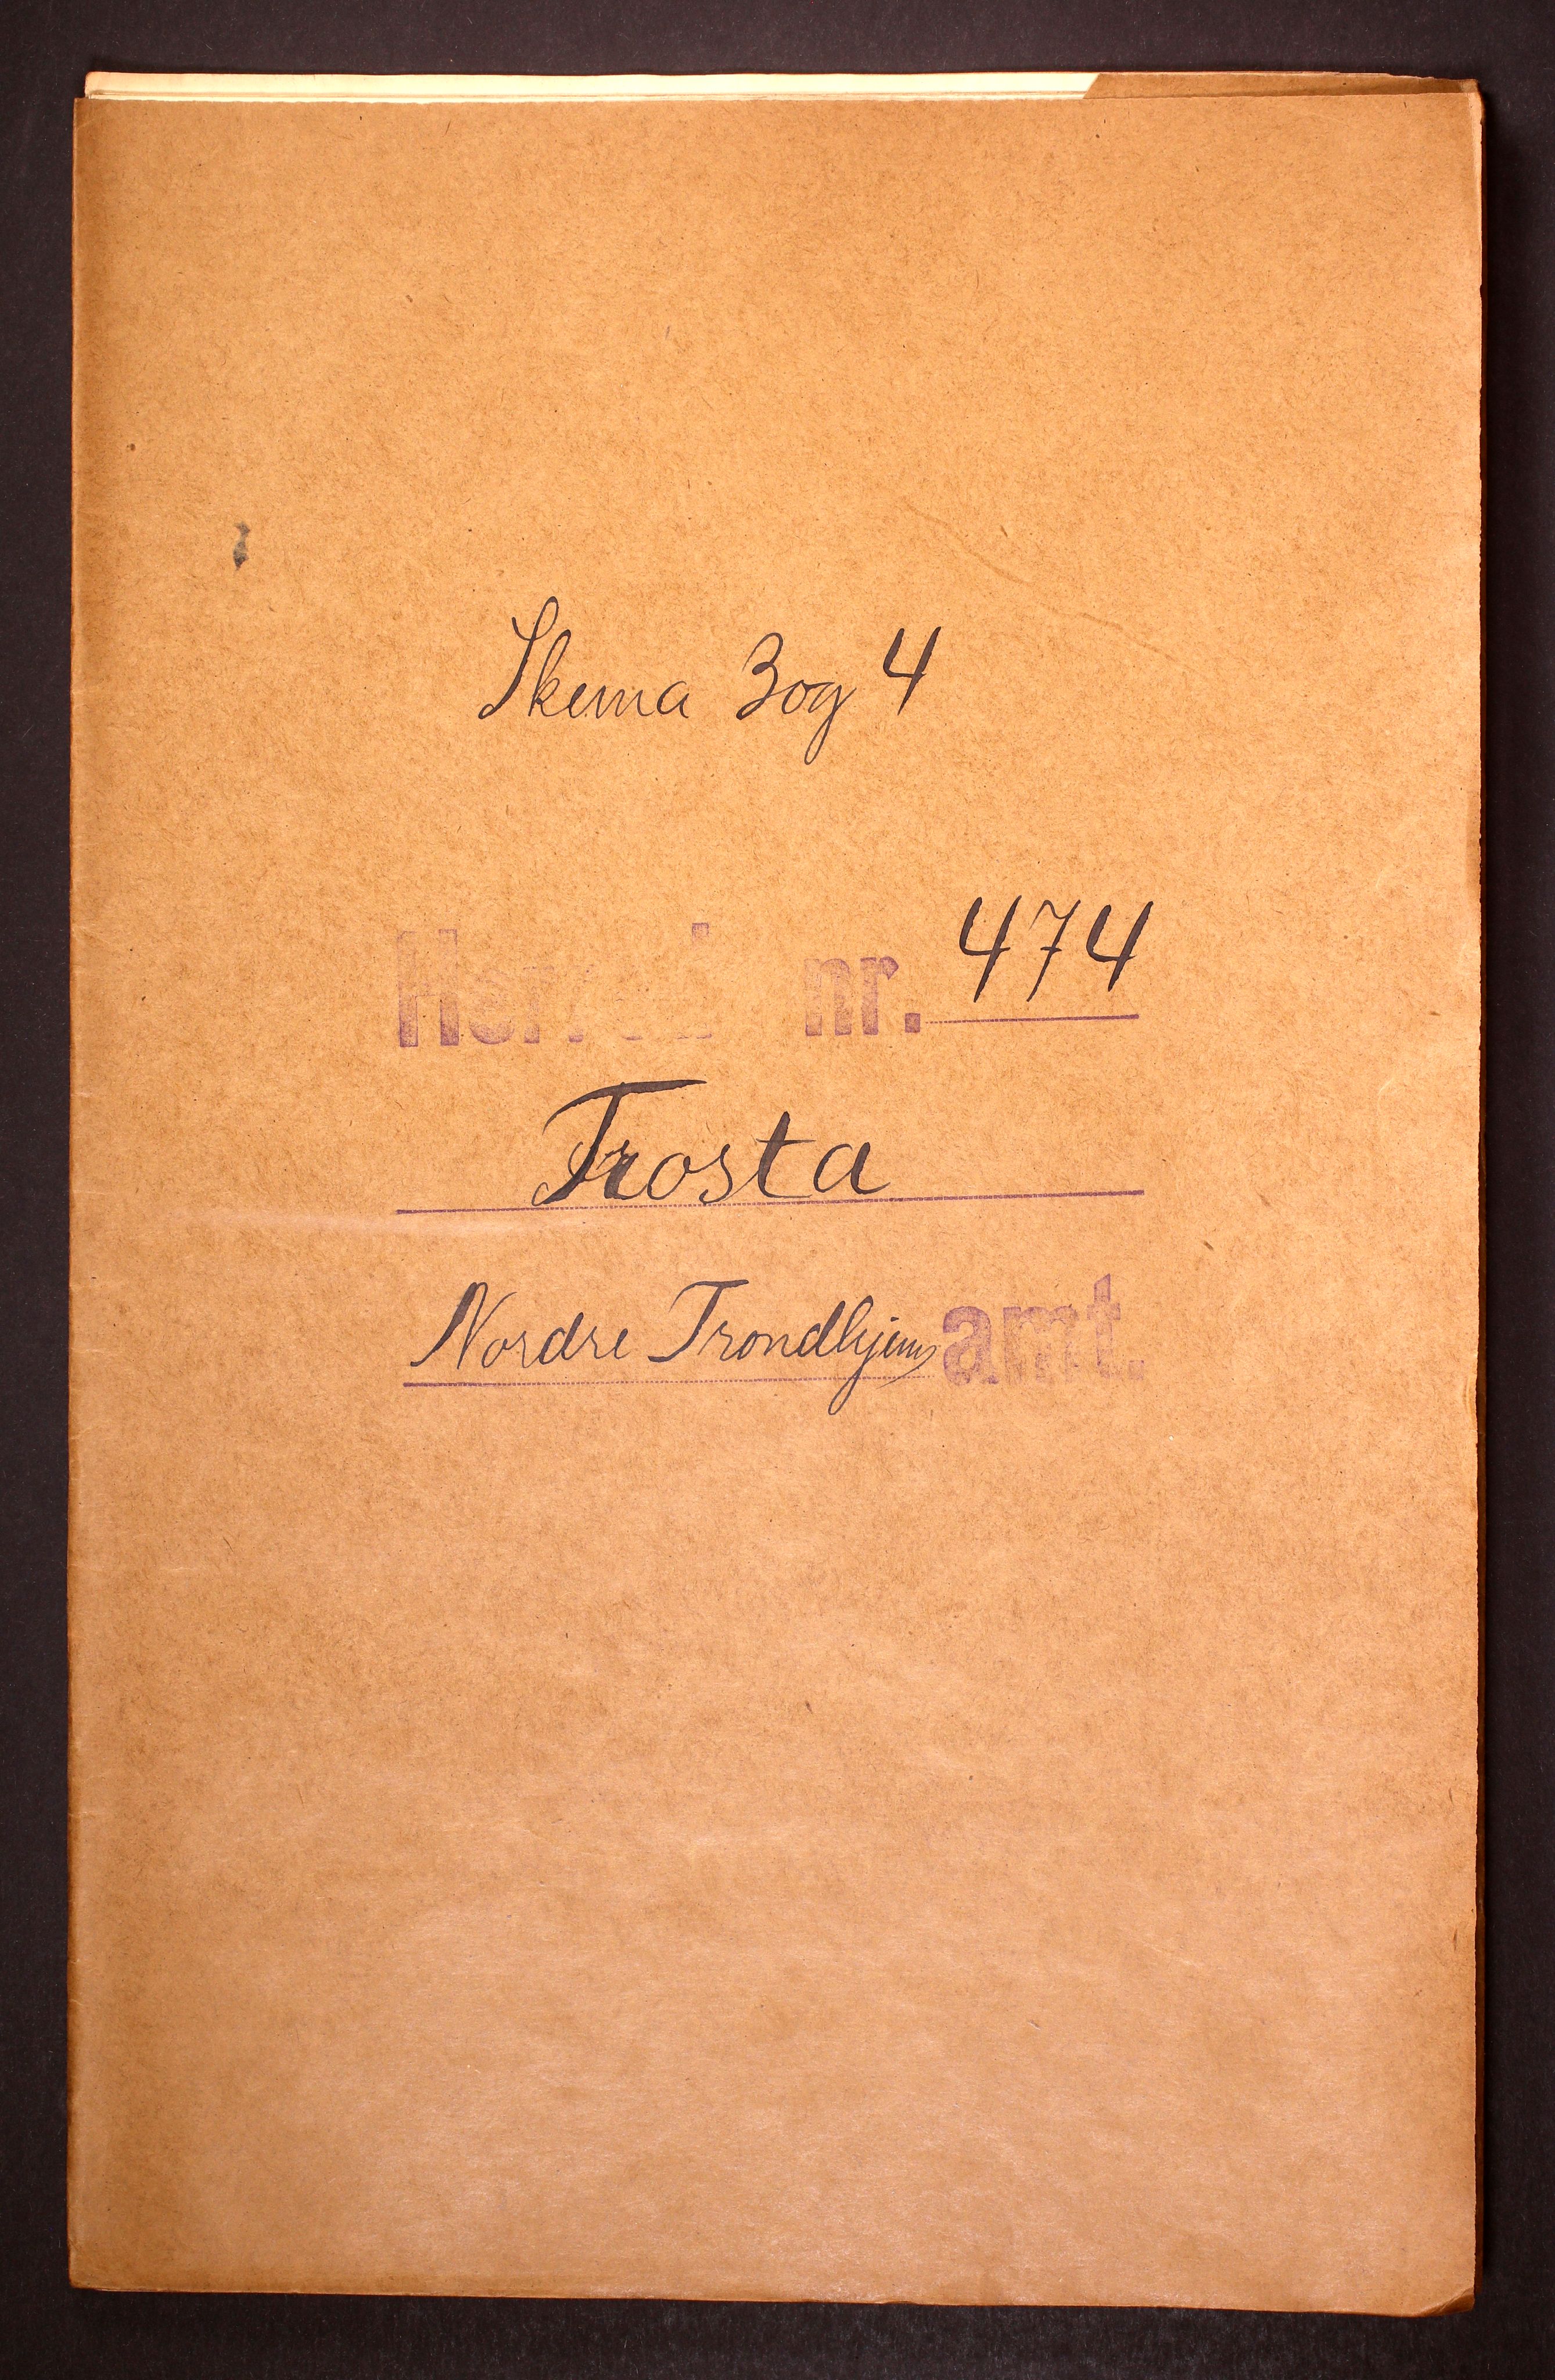 Skema 3 og 4
Herred nr. 474
Frosta
Nordre Trondhjems amt.